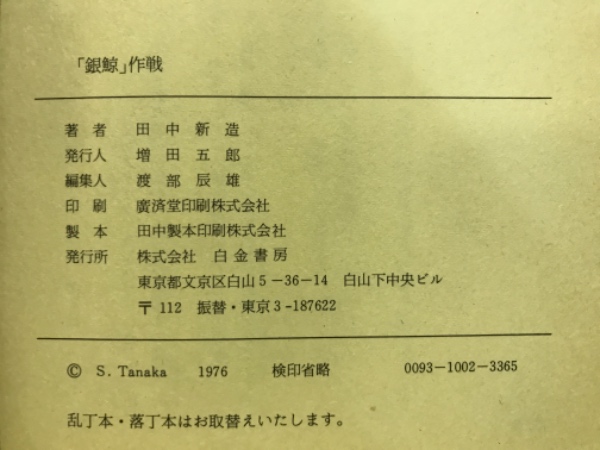 「銀鯨」作戦
著者 田中新造
発行人 増田五郎
編集人 渡部辰雄
印刷 廣済堂印刷株式会社
製本 田中製本印刷株式会社
発行所 株式会社 白金書房
東京都文京区白山5-36-14 白山下中央ビル
〒112 振替・東京3-187622
© S. Tanaka 1976 検印省略 0093-1002-3365
乱丁本・落丁本はお取替えいたします。